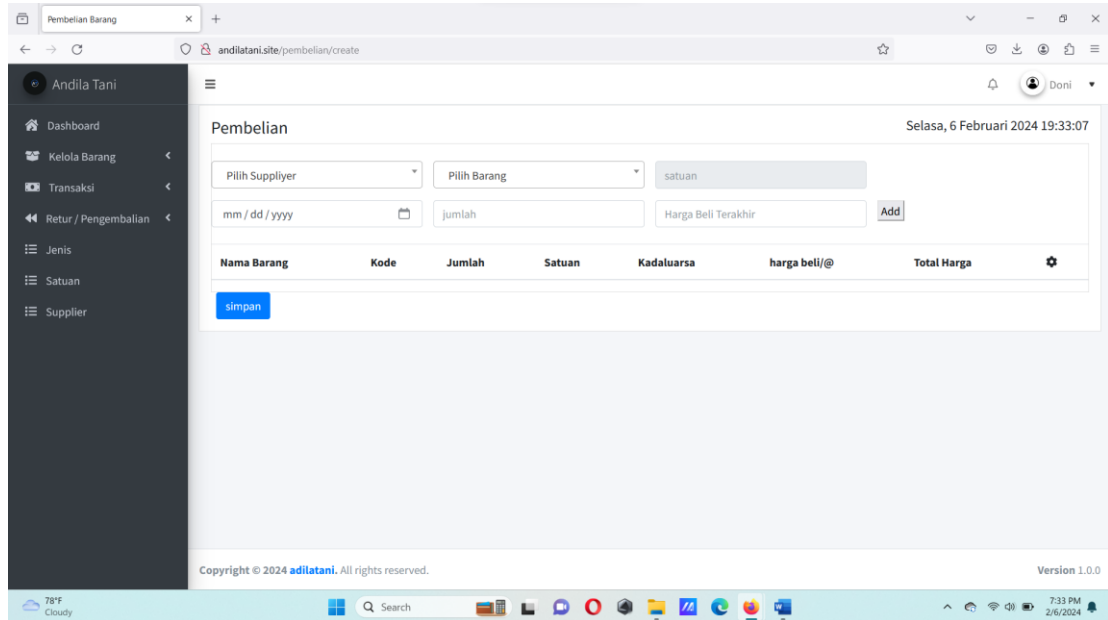 Pembelian Barang
andilatani.site/pembelian/create
Andila Tani
Doni
Dashboard
Kelola Barang
Transaksi
Retur / Pengembalian
Jenis
Satuan
Supplier
Pembelian
Selasa, 6 Februari 2024 19:33:07
Pilih Suppliyer
Pilih Barang
satuan
mm / dd / yyyy
jumlah
Harga Beli Terakhir
Add
Nama Barang Kode Jumlah Satuan Kadaluarsa harga beli/@ Total Harga
simpan
Copyright © 2024 adilatani. All rights reserved.
Version 1.0.0
78°F
Cloudy
Search
7:33 PM
2/6/2024